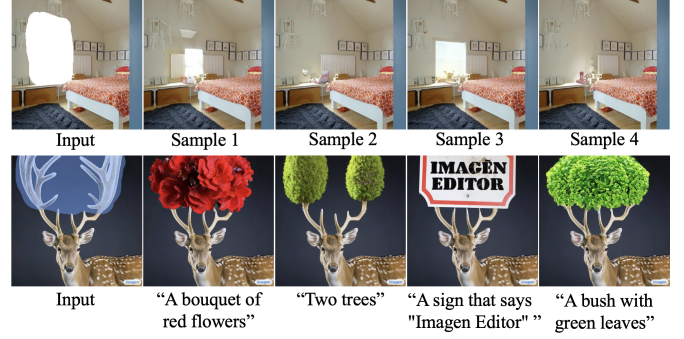 Input
Sample 1
Sample 2
Sample 3
Sample 4
IMAGEN
EDITOR
Input
“A bouquet of
red flowers”
“Two trees”
“A sign that says
"Imagen Editor" ”
“A bush with
green leaves”